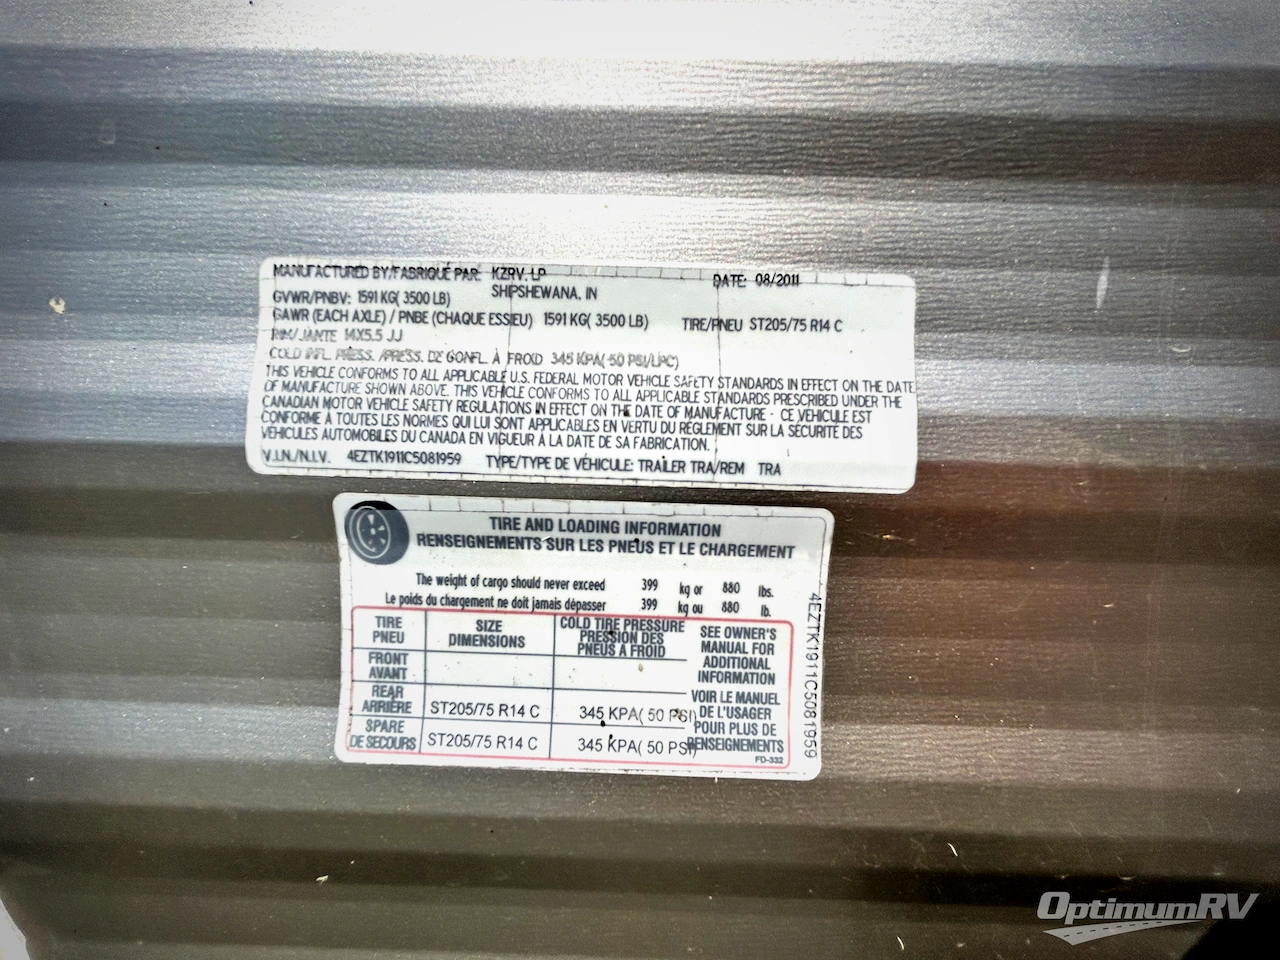 MANUFACTURED BY/FABRIQUÉ PAR: KZRV, LP DATE: 08/2011
SHIPSHEWANA, IN
GVWR/PNBV: 1591 KG( 3500 LB)
GAWR (EACH AXLE) / PNBE (CHAQUE ESSIEU) 1591 KG( 3500 LB) TIRE/PNEU ST205/75 R14 C
RIM/JANTE 14X5.5 JJ
COLD INFL. PRESS. /PRESS. DE GONFL. À FROID 345 KPA( 50 PSI/LPC)
THIS VEHICLE CONFORMS TO ALL APPLICABLE U.S. FEDERAL MOTOR VEHICLE SAFETY STANDARDS IN EFFECT ON THE DATE
OF MANUFACTURE SHOWN ABOVE. THIS VEHICLE CONFORMS TO ALL APPLICABLE STANDARDS PRESCRIBED UNDER THE
CANADIAN MOTOR VEHICLE SAFETY REGULATIONS IN EFFECT ON THE DATE OF MANUFACTURE - CE VEHICULE EST
CONFORME À TOUTES LES NORMES QUI LUI SONT APPLICABLES EN VERTU DU RÈGLEMENT SUR LA SÉCURITÉ DES
VÉHICULES AUTOMOBILES DU CANADA EN VIGUEUR À LA DATE DE SA FABRICATION.
V.I.N./N.I.V. 4EZTK1911C5081959 TYPE/TYPE DE VÉHICULE: TRAILER TRA/REM TRA
TIRE AND LOADING INFORMATION
RENSEIGNEMENTS SUR LES PNEUS ET LE CHARGEMENT
The weight of cargo should never exceed 399 kg or 880 lbs.
Le poids du chargement ne doit jamais dépasser 399 kg ou 880 lb.
TIRE
PNEU
SIZE
DIMENSIONS
COLD TIRE PRESSURE
PRESSION DES
PNEUS A FROID
FRONT
AVANT
REAR
ARRIÈRE
ST205/75 R14 C
345 KPA( 50 PSI)
SPARE
DE SECOURS
ST205/75 R14 C
345 KPA( 50 PSI)
SEE OWNER'S
MANUAL FOR
ADDITIONAL
INFORMATION
VOIR LE MANUEL
DE L'USAGER
POUR PLUS DE
RENSEIGNEMENTS
FD-332
4EZTK1911C5081959
OptimumRV